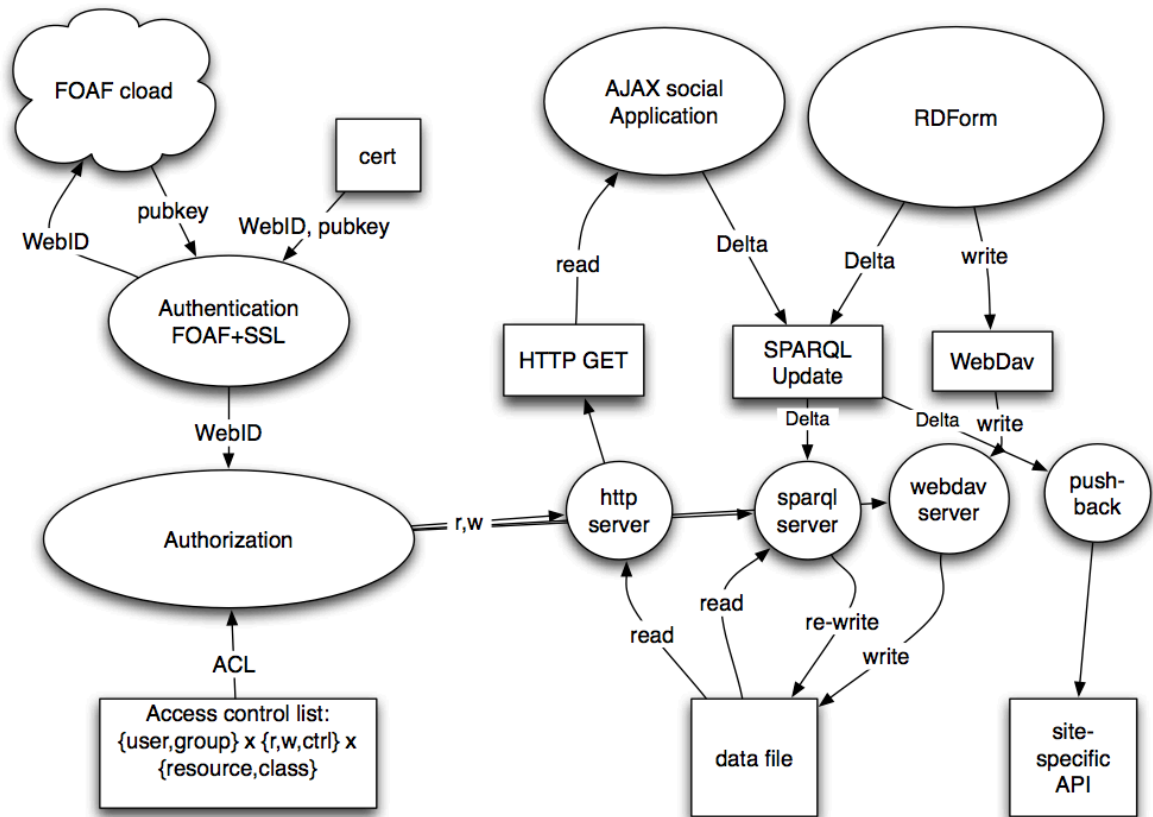 FOAF cload
AJAX social
Application
RDForm
cert
pubkey
WebID, pubkey
WebID
Delta
Delta
write
read
Authentication
FOAF+SSL
HTTP GET
SPARQL
Update
WebDav
WebID
Delta
Delta
write
http
server
sparql
server
webdav
server
push-
back
r,w
Authorization
read
read
re-write
write
ACL
Access control list:
{user,group} x {r,w,ctrl} x
{resource,class}
data file
site-
specific
API